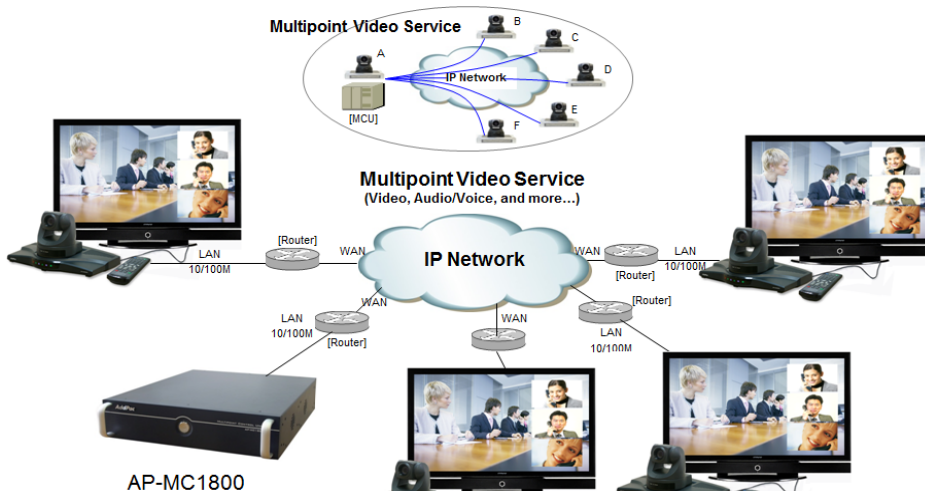 Multipoint Video Service
B
C
A
D
IP Network
E
F
[MCU]
Multipoint Video Service
(Video, Audio/Voice, and more...)
[Router]
WAN
LAN
10/100M
IP Network
WAN
LAN
10/100M
[Router]
WAN
LAN
10/100M
[Router]
WAN
[Router]
LAN
10/100M
AddPac
AP-MC1800